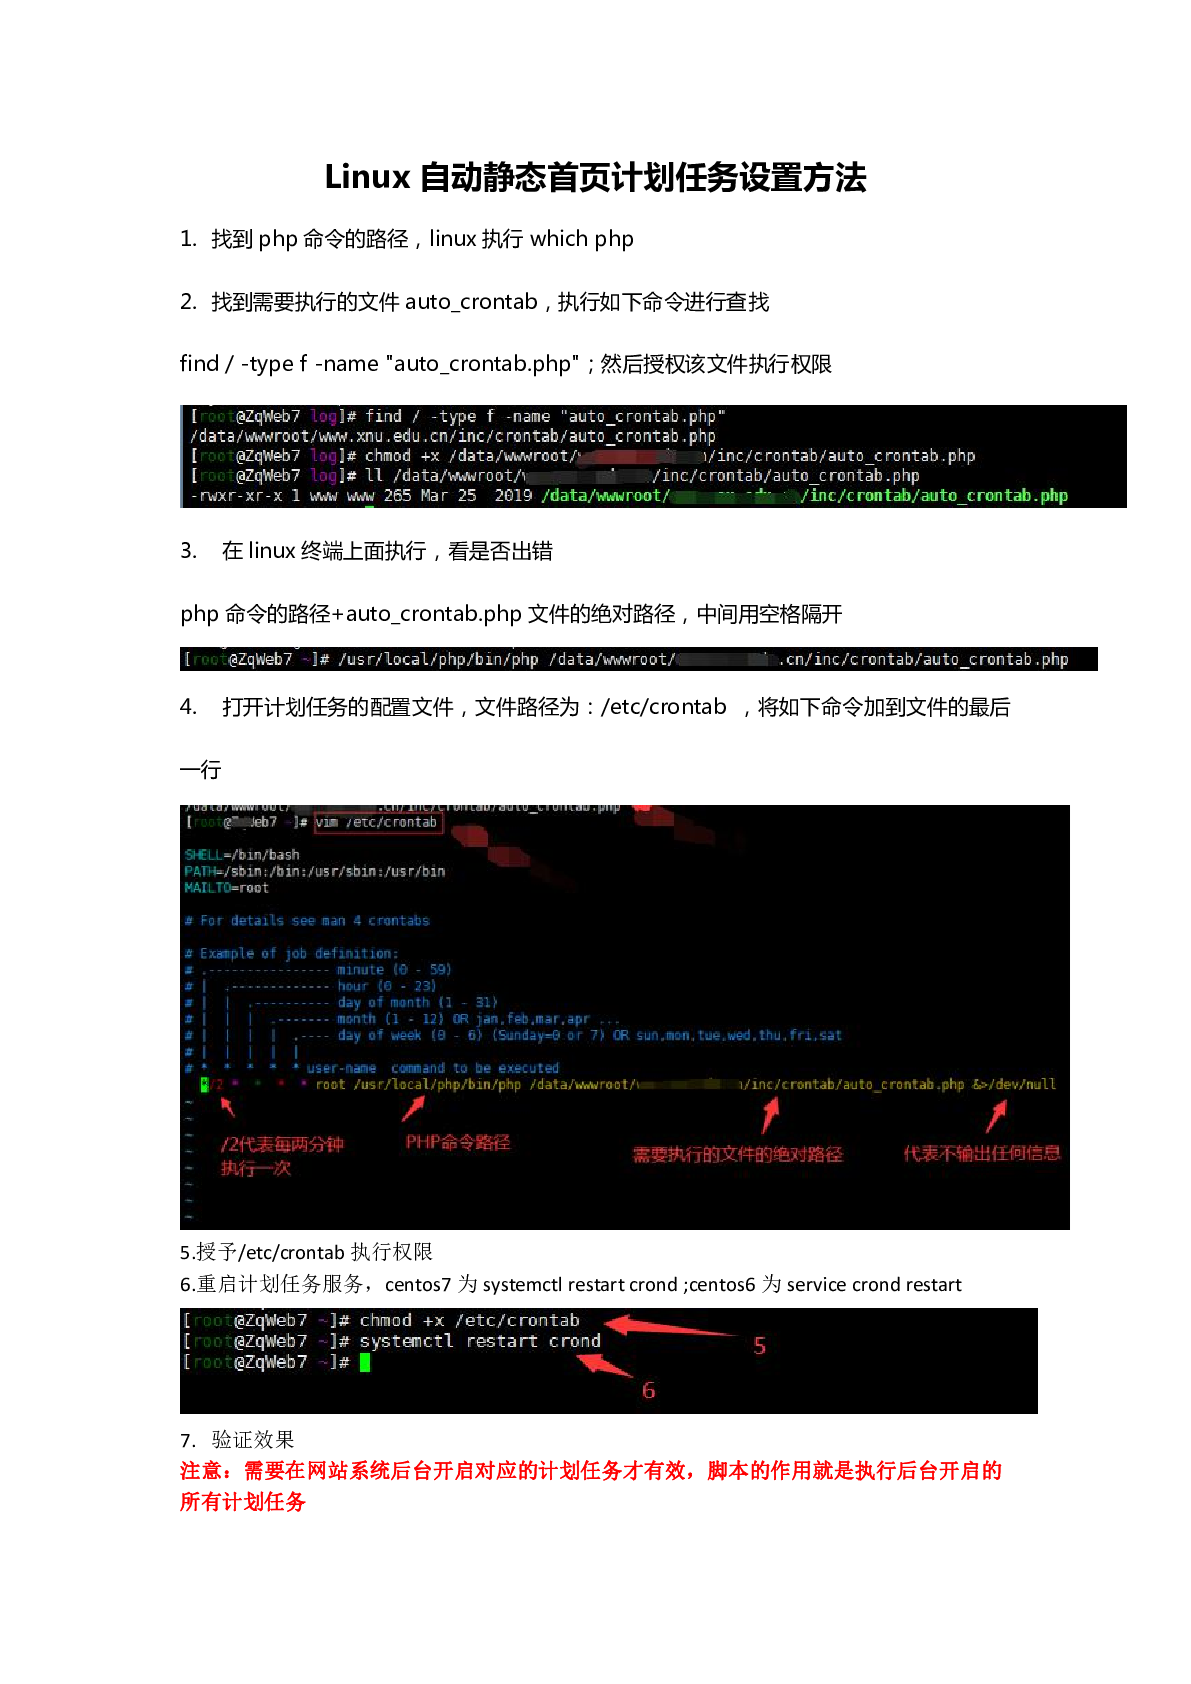 Linux 自动静态首页计划任务设置方法
1. 找到 php 命令的路径，linux 执行 which php
2. 找到需要执行的文件 auto_crontab，执行如下命令进行查找
find / -type f -name "auto_crontab.php"；然后授权该文件执行权限
[root@ZqWeb7 log]# find / -type f -name "auto_crontab.php"
/data/wwwroot/www.xnu.edu.cn/inc/crontab/auto_crontab.php
[root@ZqWeb7 log]# chmod +x /data/wwwroot/ /inc/crontab/auto_crontab.php
[root@ZqWeb7 log]# ll /data/wwwroot/ /inc/crontab/auto_crontab.php
-rwxr-xr-x 1 www www 265 Mar 25  2019 /data/wwwroot/ /inc/crontab/auto_crontab.php
3. 在 linux 终端上面执行，看是否出错
php 命令的路径+auto_crontab.php 文件的绝对路径，中间用空格隔开
[root@ZqWeb7 ~]# /usr/local/php/bin/php /data/wwwroot/ .cn/inc/crontab/auto_crontab.php
4. 打开计划任务的配置文件，文件路径为：/etc/crontab ，将如下命令加到文件的最后
一行
/data/wwwroot/ .cn/inc/crontab/auto_crontab.php
[root@ Web7 ~]# vim /etc/crontab
SHELL=/bin/bash
PATH=/sbin:/bin:/usr/sbin:/usr/bin
MAILTO=root
# For details see man 4 crontabs
# Example of job definition:
# .---------------- minute (0 - 59)
# |  .------------- hour (0 - 23)
# |  |  .---------- day of month (1 - 31)
# |  |  |  .------- month (1 - 12) OR jan,feb,mar,apr ...
# |  |  |  |  .---- day of week (0 - 6) (Sunday=0 or 7) OR sun,mon,tue,wed,thu,fri,sat
# |  |  |  |  |
# *  *  *  *  * user-name  command to be executed
*/2 * * * * root /usr/local/php/bin/php /data/wwwroot/ /inc/crontab/auto_crontab.php &>/dev/null
~
~
/2代表每两分钟
执行一次
PHP命令路径
需要执行的文件的绝对路径
代表不输出任何信息
~
~
~
~
~
~
5.授予/etc/crontab 执行权限
6.重启计划任务服务，centos7 为 systemctl restart crond ;centos6 为 service crond restart
[root@ZqWeb7 ~]# chmod +x /etc/crontab
[root@ZqWeb7 ~]# systemctl restart crond
[root@ZqWeb7 ~]#
5
6
7. 验证效果
注意：需要在网站系统后台开启对应的计划任务才有效，脚本的作用就是执行后台开启的
所有计划任务